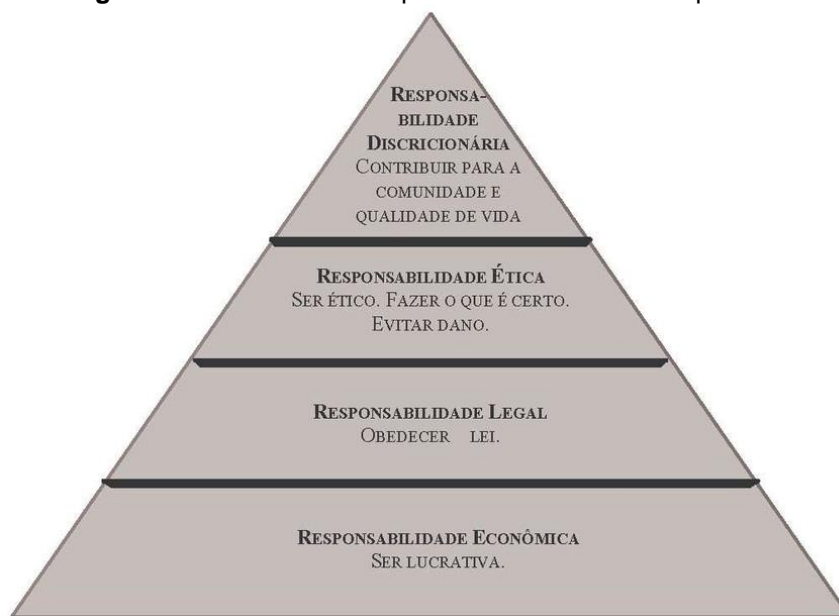 RESPONSA-
BILIDADE
DISCRICIONÁRIA
CONTRIBUIR PARA A
COMUNIDADE E
QUALIDADE DE VIDA
RESPONSABILIDADE ÉTICA
SER ÉTICO. FAZER O QUE É CERTO.
EVITAR DANO.
RESPONSABILIDADE LEGAL
OBEDECER LEI.
RESPONSABILIDADE ECONÔMICA
SER LUCRATIVA.